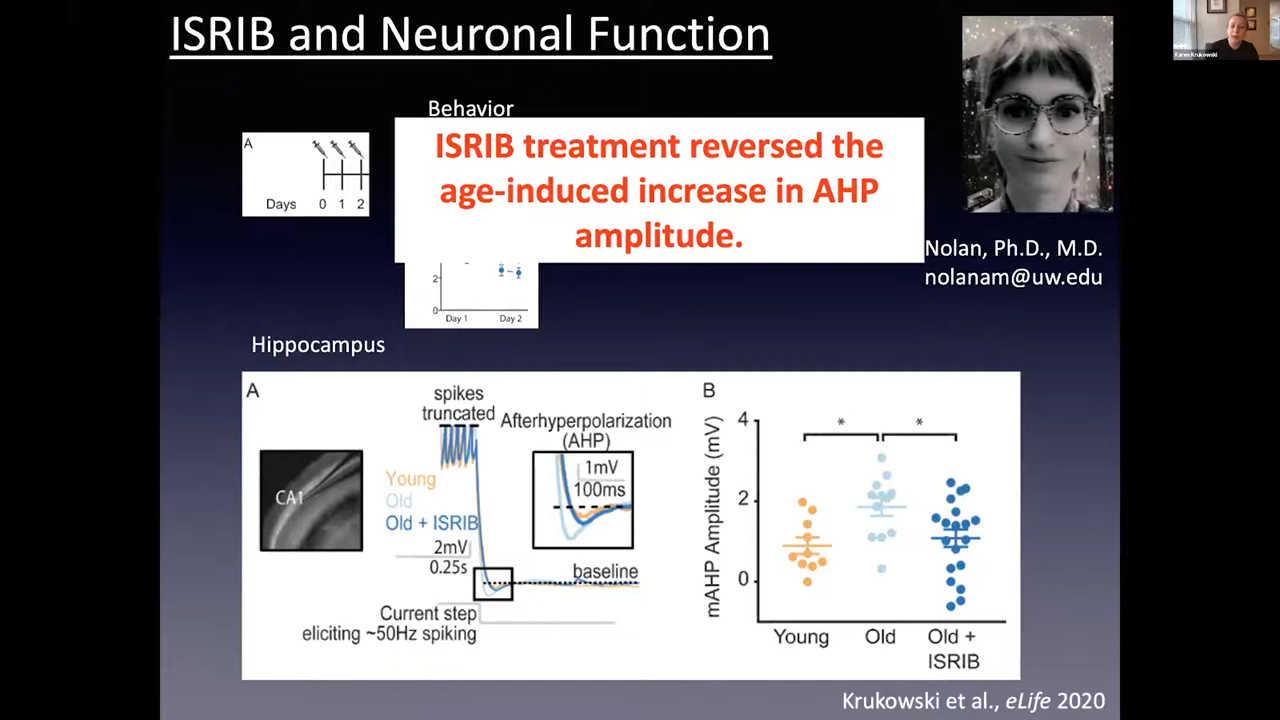 ISRIB and Neuronal Function
Karen Krukowski
Behavior
ISRIB treatment reversed the
age-induced increase in AHP
amplitude.
A
Days 0 1 2
Nolan, Ph.D., M.D.
nolanam@uw.edu
2
0
Day 1 Day 2
Hippocampus
A
spikes
truncated
Afterhyperpolarization
(AHP)
CA1
Young
Old
Old + ISRIB
1mV
100ms
2mV
0.25s
baseline
Current step
eliciting ~50Hz spiking
B
mAHP Amplitude (mV)
4
2
0
* *
Young Old Old +
ISRIB
Krukowski et al., eLife 2020